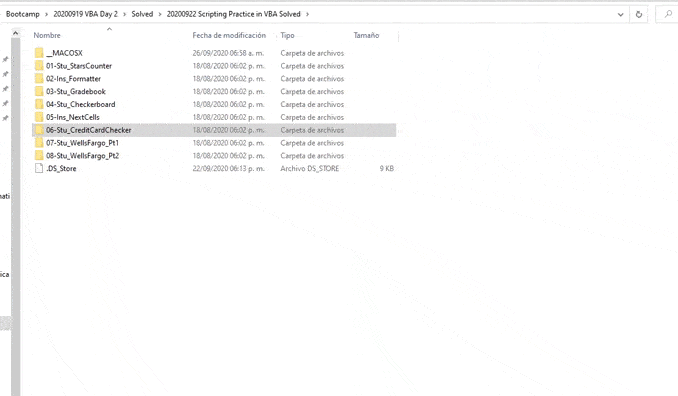 Bootcamp > 20200919 VBA Day 2 > Solved > 20200922 Scripting Practice in VBA Solved >
Nombre Fecha de modificación Tipo Tamaño
__MACOSX 26/09/2020 06:58 a. m. Carpeta de archivos
01-Stu_StarsCounter 18/08/2020 06:02 p. m. Carpeta de archivos
02-Ins_Formatter 18/08/2020 06:02 p. m. Carpeta de archivos
03-Stu_Gradebook 18/08/2020 06:02 p. m. Carpeta de archivos
04-Stu_Checkerboard 18/08/2020 06:02 p. m. Carpeta de archivos
05-Ins_NextCells 18/08/2020 06:02 p. m. Carpeta de archivos
06-Stu_CreditCardChecker 18/08/2020 06:02 p. m. Carpeta de archivos
07-Stu_WellsFargo_Pt1 18/08/2020 06:02 p. m. Carpeta de archivos
08-Stu_WellsFargo_Pt2 18/08/2020 06:02 p. m. Carpeta de archivos
.DS_Store 22/09/2020 06:13 p. m. Archivo DS_STORE 9 KB
nati
ica